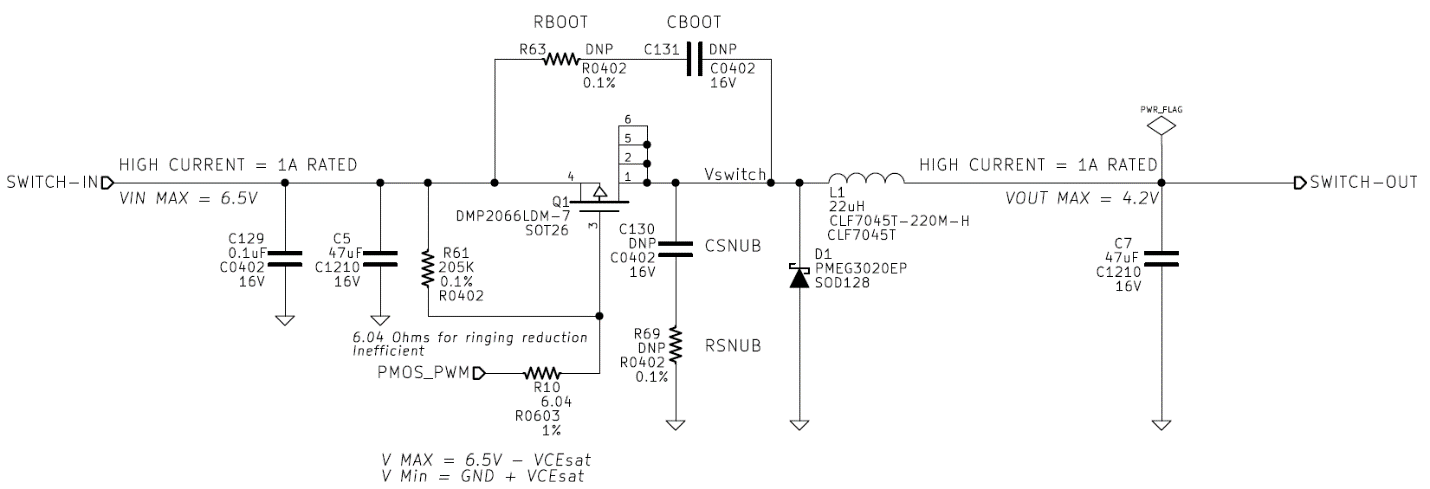 RBOOT
CBOOT
R63
DNP
R0402
0.1%
C131
DNP
C0402
16V
PWR_FLAG
6
5
2
1
4
3
HIGH CURRENT = 1A RATED
SWITCH-IN
VIN MAX = 6.5V
Vswitch
HIGH CURRENT = 1A RATED
VOUT MAX = 4.2V
SWITCH-OUT
Q1
DMP2066LDM-7
SOT26
L1
22uH
CLF7045T-220M-H
CLF7045T
C129
0.1uF
C0402
16V
C5
47uF
C1210
16V
R61
205K
0.1%
R0402
C130
DNP
C0402
16V
CSNUB
D1
PMEG3020EP
SOD128
C7
47uF
C1210
16V
6.04 Ohms for ringing reduction
Inefficient
R69
DNP
R0402
0.1%
RSNUB
PMOS_PWM
R10
6.04
R0603
1%
V MAX = 6.5V - VCEsat
V Min = GND + VCEsat